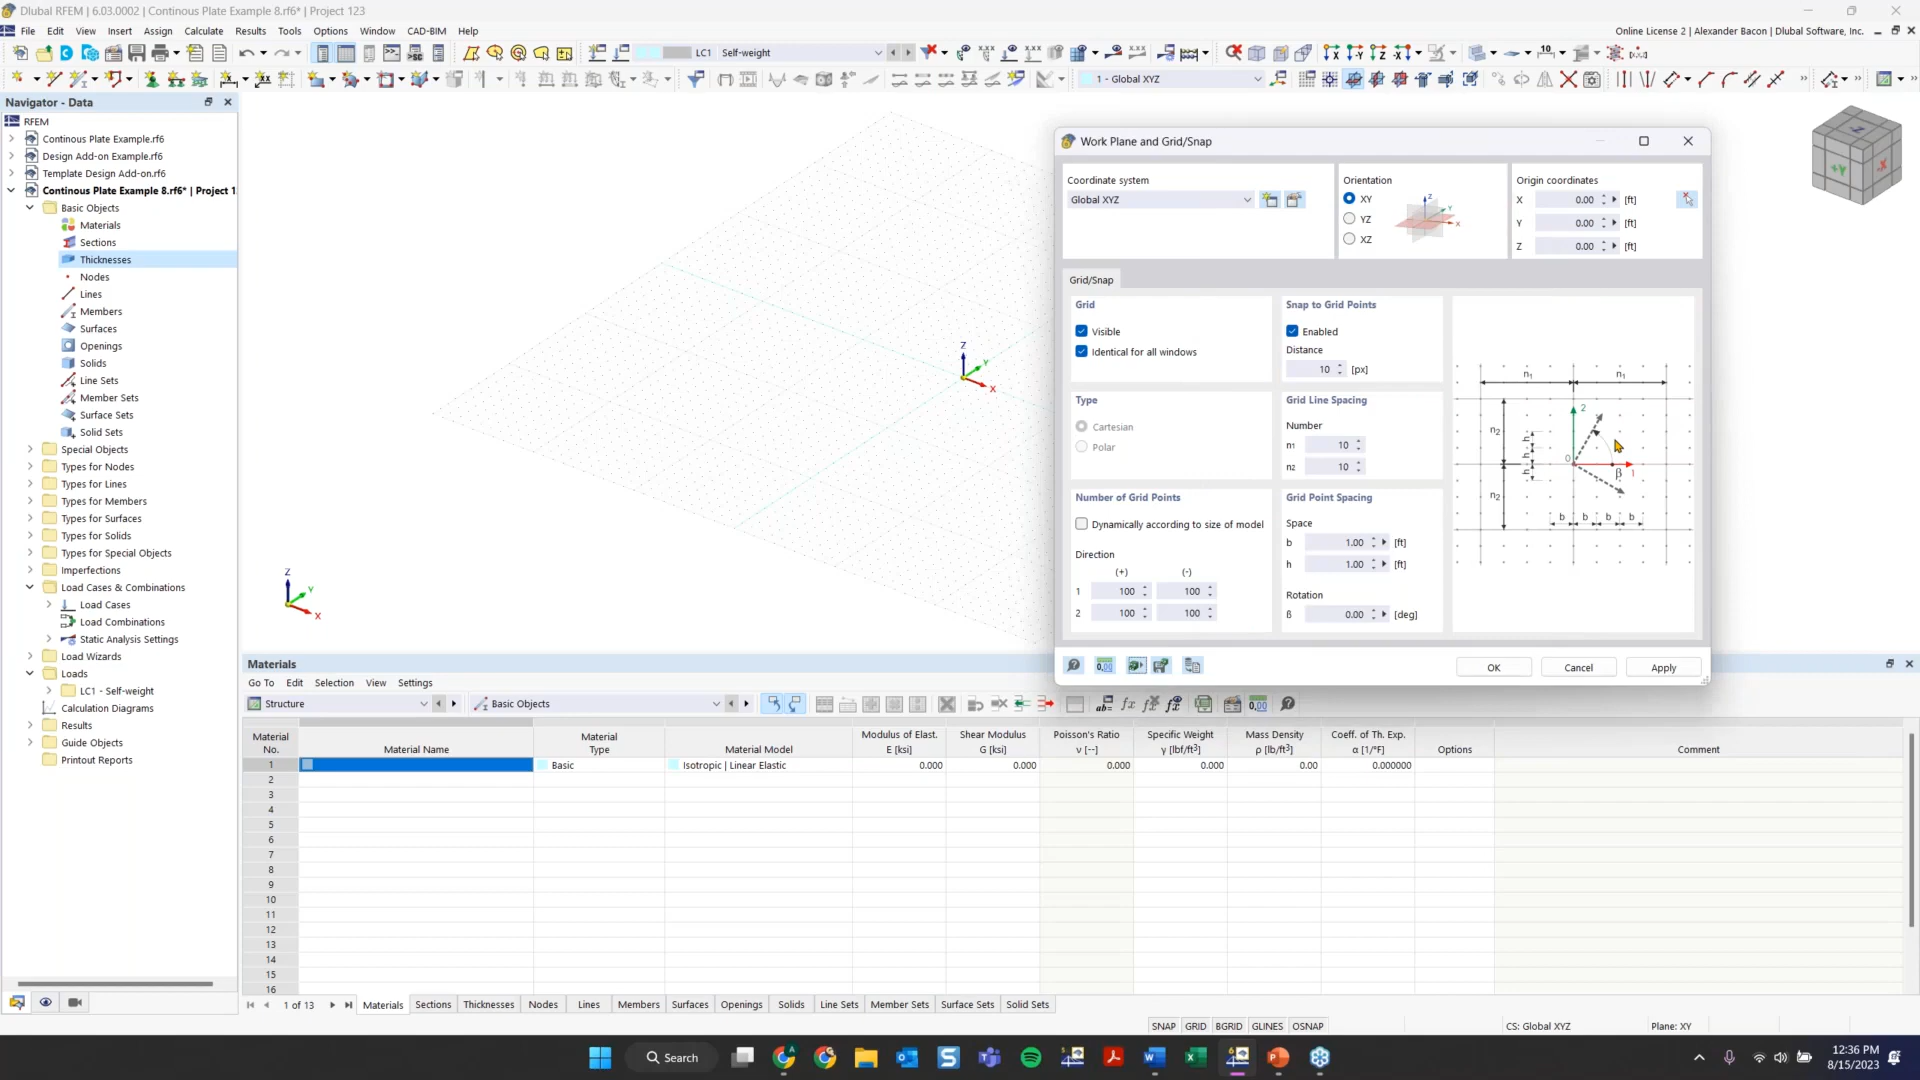 Dlubal RFEM | 6.03.0002 | Continous Plate Example 8.rf6* | Project 123
File Edit View Insert Assign Calculate Results Tools Options Window CAD-BIM Help
Online License 2 | Alexander Bacon | Dlubal Software, Inc.
LC1 Self-weight
1 - Global XYZ
Navigator - Data
RFEM
Continous Plate Example.rf6
Design Add-on Example.rf6
Template Design Add-on.rf6
Continous Plate Example 8.rf6* | Project 1
Basic Objects
Materials
Sections
Thicknesses
Nodes
Lines
Members
Surfaces
Openings
Solids
Line Sets
Member Sets
Surface Sets
Solid Sets
Special Objects
Types for Nodes
Types for Lines
Types for Members
Types for Surfaces
Types for Solids
Types for Special Objects
Imperfections
Load Cases & Combinations
Load Cases
Load Combinations
Static Analysis Settings
Load Wizards
Loads
LC1 - Self-weight
Calculation Diagrams
Results
Guide Objects
Printout Reports
Z
Y
X
Z
Y
X
Work Plane and Grid/Snap
Coordinate system
Global XYZ
Orientation
XY
YZ
XZ
Origin coordinates
X 0.00 [ft]
Y 0.00 [ft]
Z 0.00 [ft]
Grid/Snap
Grid
Visible
Identical for all windows
Snap to Grid Points
Enabled
Distance
10 [px]
Type
Cartesian
Polar
Grid Line Spacing
Number
n1 10
n2 10
Number of Grid Points
Dynamically according to size of model
Direction
(+) (-)
1 100 100
2 100 100
Grid Point Spacing
Space
b 1.00 [ft]
h 1.00 [ft]
Rotation
ß 0.00 [deg]
n1 n1
2
n2
h
h
h
0
β 1
n2
b b b b
OK Cancel Apply
Materials
Go To Edit Selection View Settings
Structure
Basic Objects
Material No.
Material Name
Material Type
Material Model
Modulus of Elast. E [ksi]
Shear Modulus G [ksi]
Poisson's Ratio ν [--]
Specific Weight γ [lbf/ft³]
Mass Density ρ [lb/ft³]
Coeff. of Th. Exp. α [1/°F]
Options
Comment
1 Basic Isotropic | Linear Elastic 0.000 0.000 0.000 0.000 0.00 0.000000
2
3
4
5
6
7
8
9
10
11
12
13
14
15
16
1 of 13 Materials Sections Thicknesses Nodes Lines Members Surfaces Openings Solids Line Sets Member Sets Surface Sets Solid Sets
SNAP GRID BGRID GLINES OSNAP
CS: Global XYZ
Plane: XY
Search
12:36 PM
8/15/2023